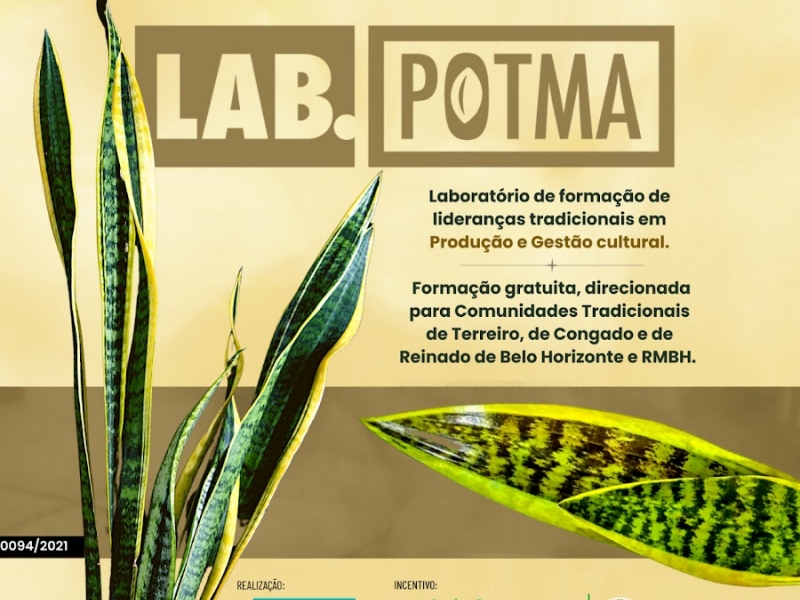 LAB. POTMA
Laboratório de formação de
lideranças tradicionais em
Produção e Gestão cultural.
Formação gratuita, direcionada
para Comunidades Tradicionais
de Terreiro, de Congado e de
Reinado de Belo Horizonte e RMBH.
0094/2021
REALIZAÇÃO:
INCENTIVO: